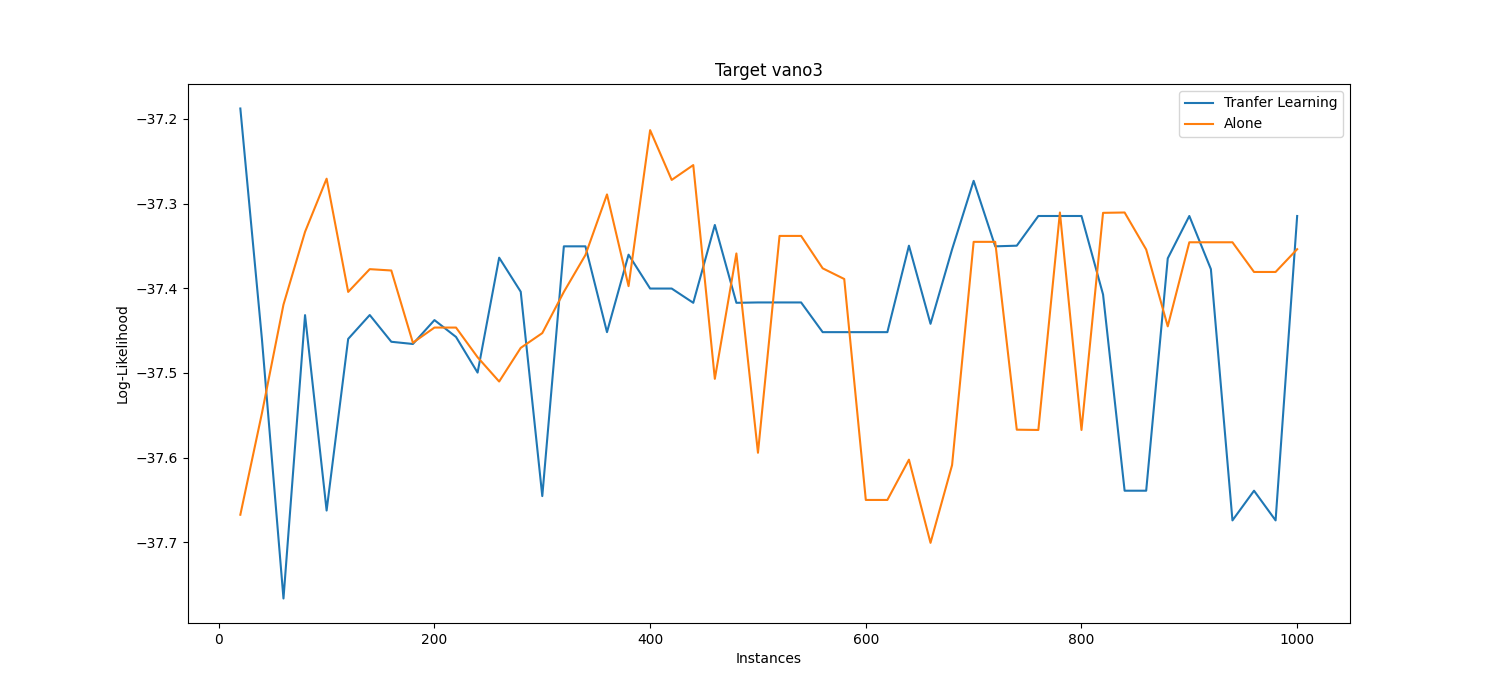 Target vano3
Tranfer Learning
Alone
−37.2
−37.3
−37.4
−37.5
−37.6
−37.7
Log-Likelihood
0
200
400
600
800
1000
Instances